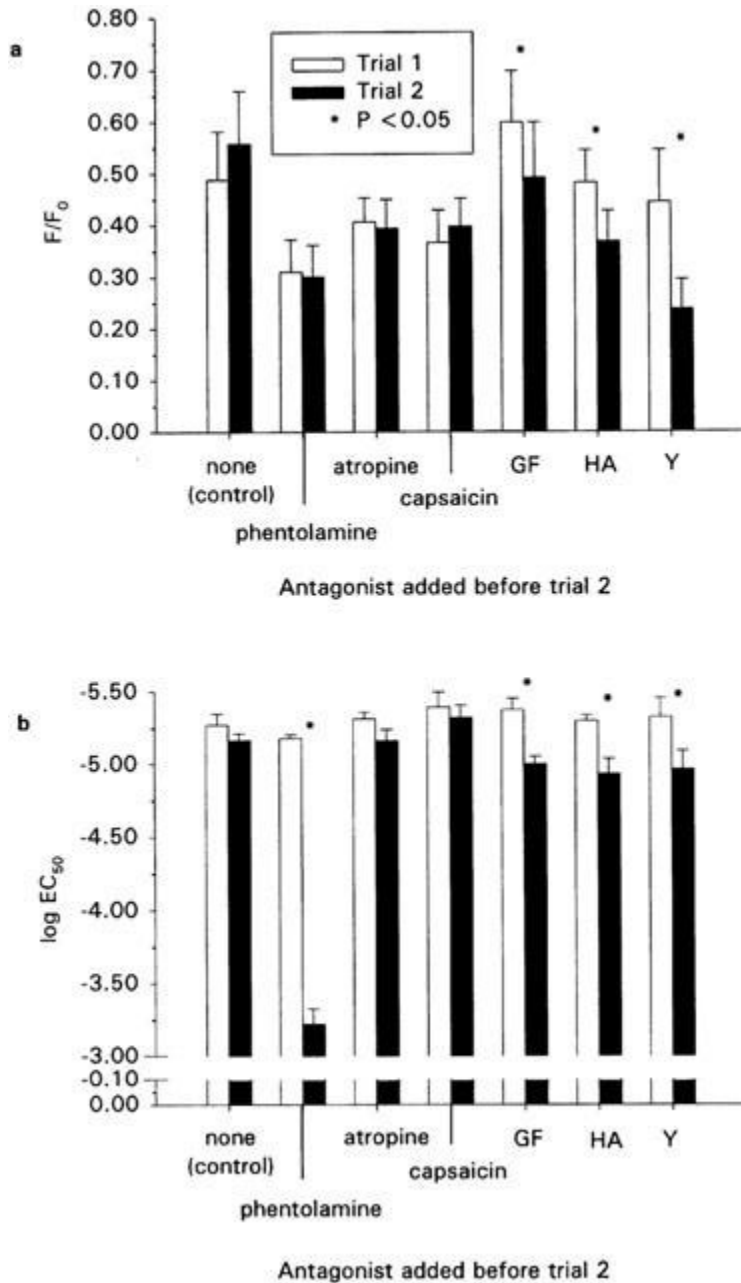 a
0.80
0.70
0.60
0.50
0.40
0.30
0.20
0.10
0.00
F/F0
Trial 1
Trial 2
* P <0.05
*
*
*
none
(control)
phentolamine
atropine
capsaicin
GF
HA
Y
Antagonist added before trial 2
b
-5.50
-5.00
-4.50
-4.00
-3.50
-3.00
-0.10
0.00
log EC50
*
*
*
*
none
(control)
phentolamine
atropine
capsaicin
GF
HA
Y
Antagonist added before trial 2